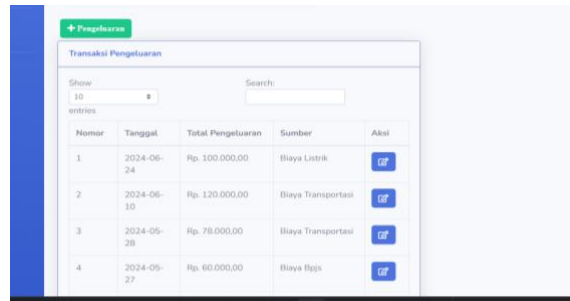 + Pengeluaran
Transaksi Pengeluaran
Show
10
entries
Search:
Nomor Tanggal Total Pengeluaran Sumber Aksi
1 2024-06-24 Rp. 100.000,00 Biaya Listrik
2 2024-06-10 Rp. 120.000,00 Biaya Transportasi
3 2024-05-28 Rp. 78.000,00 Biaya Transportasi
4 2024-05-27 Rp. 60.000,00 Biaya Bpjs